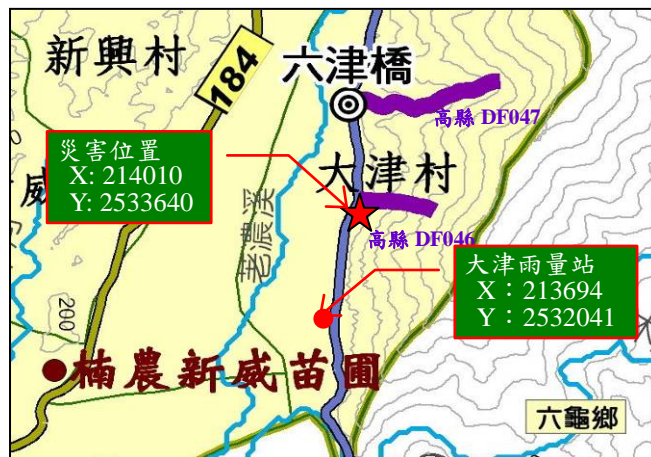 新興村
184
六津橋
高縣 DF047
災害位置
X: 214010
Y: 2533640
大津村
威
老濃溪
高縣 DF046
大津雨量站
X：213694
Y：2532041
200
楠農新威苗圃
六龜鄉